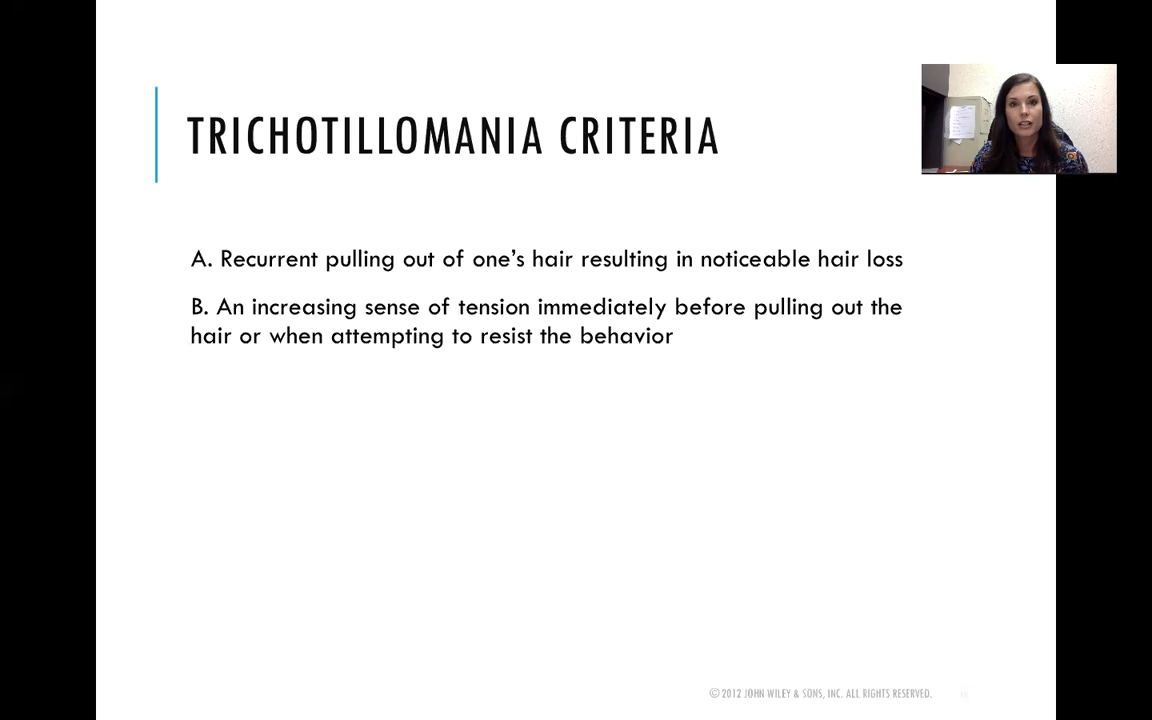 TRICHOTILLOMANIA CRITERIA
A. Recurrent pulling out of one's hair resulting in noticeable hair loss
B. An increasing sense of tension immediately before pulling out the
hair or when attempting to resist the behavior
© 2012 JOHN WILEY & SONS, INC. ALL RIGHTS RESERVED.